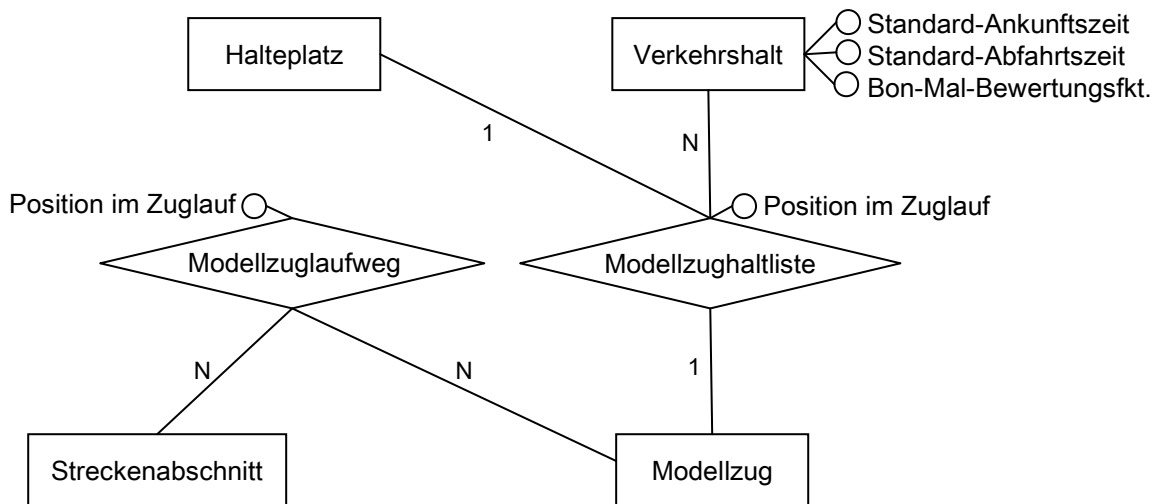 Halteplatz
Verkehrshalt
Standard-Ankunftszeit
Standard-Abfahrtszeit
Bon-Mal-Bewertungsfkt.
1
N
Position im Zuglauf
Position im Zuglauf
Modellzuglaufweg
Modellzughaltliste
N
N
1
Streckenabschnitt
Modellzug